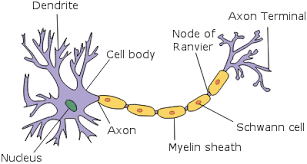 Dendrite
Axon Terminal
Node of
Ranvier
Cell body
Axon
Schwann cell
Myelin sheath
Nucleus